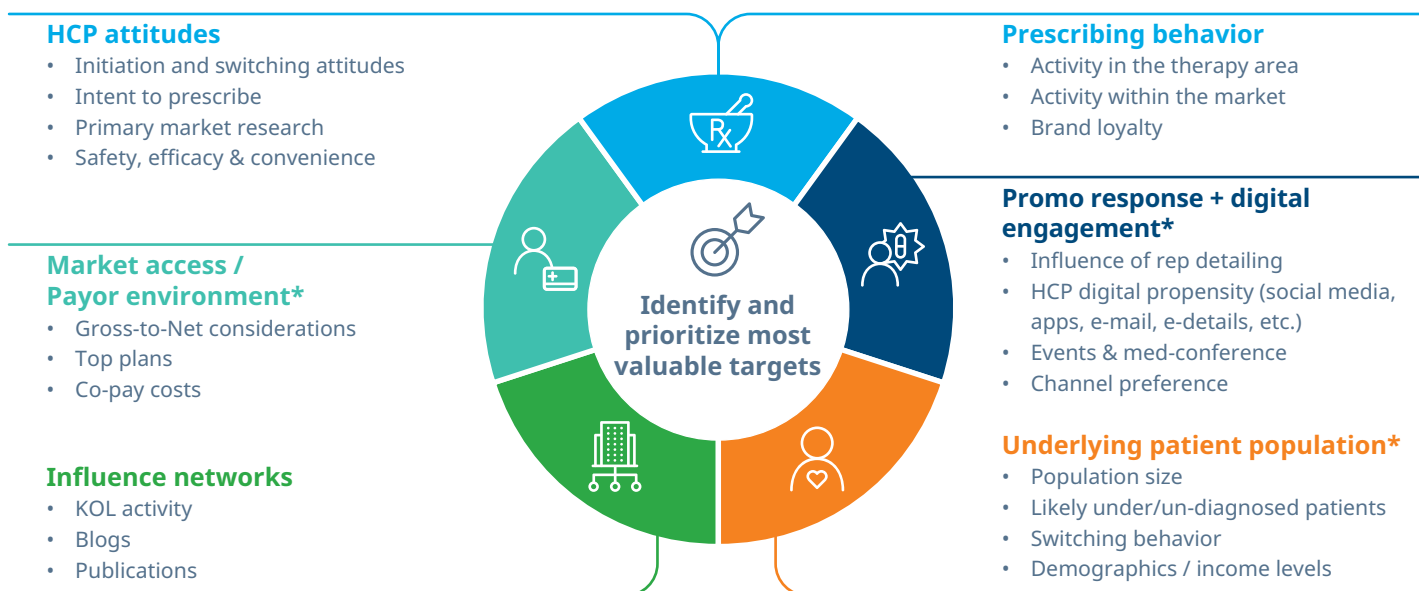 HCP attitudes
• Initiation and switching attitudes
• Intent to prescribe
• Primary market research
• Safety, efficacy & convenience
Market access /
Payor environment*
• Gross-to-Net considerations
• Top plans
• Co-pay costs
Influence networks
• KOL activity
• Blogs
• Publications
Rx
Identify and
prioritize most
valuable targets
Prescribing behavior
• Activity in the therapy area
• Activity within the market
• Brand loyalty
Promo response + digital
engagement*
• Influence of rep detailing
• HCP digital propensity (social media,
apps, e-mail, e-details, etc.)
• Events & med-conference
• Channel preference
Underlying patient population*
• Population size
• Likely under/un-diagnosed patients
• Switching behavior
• Demographics / income levels